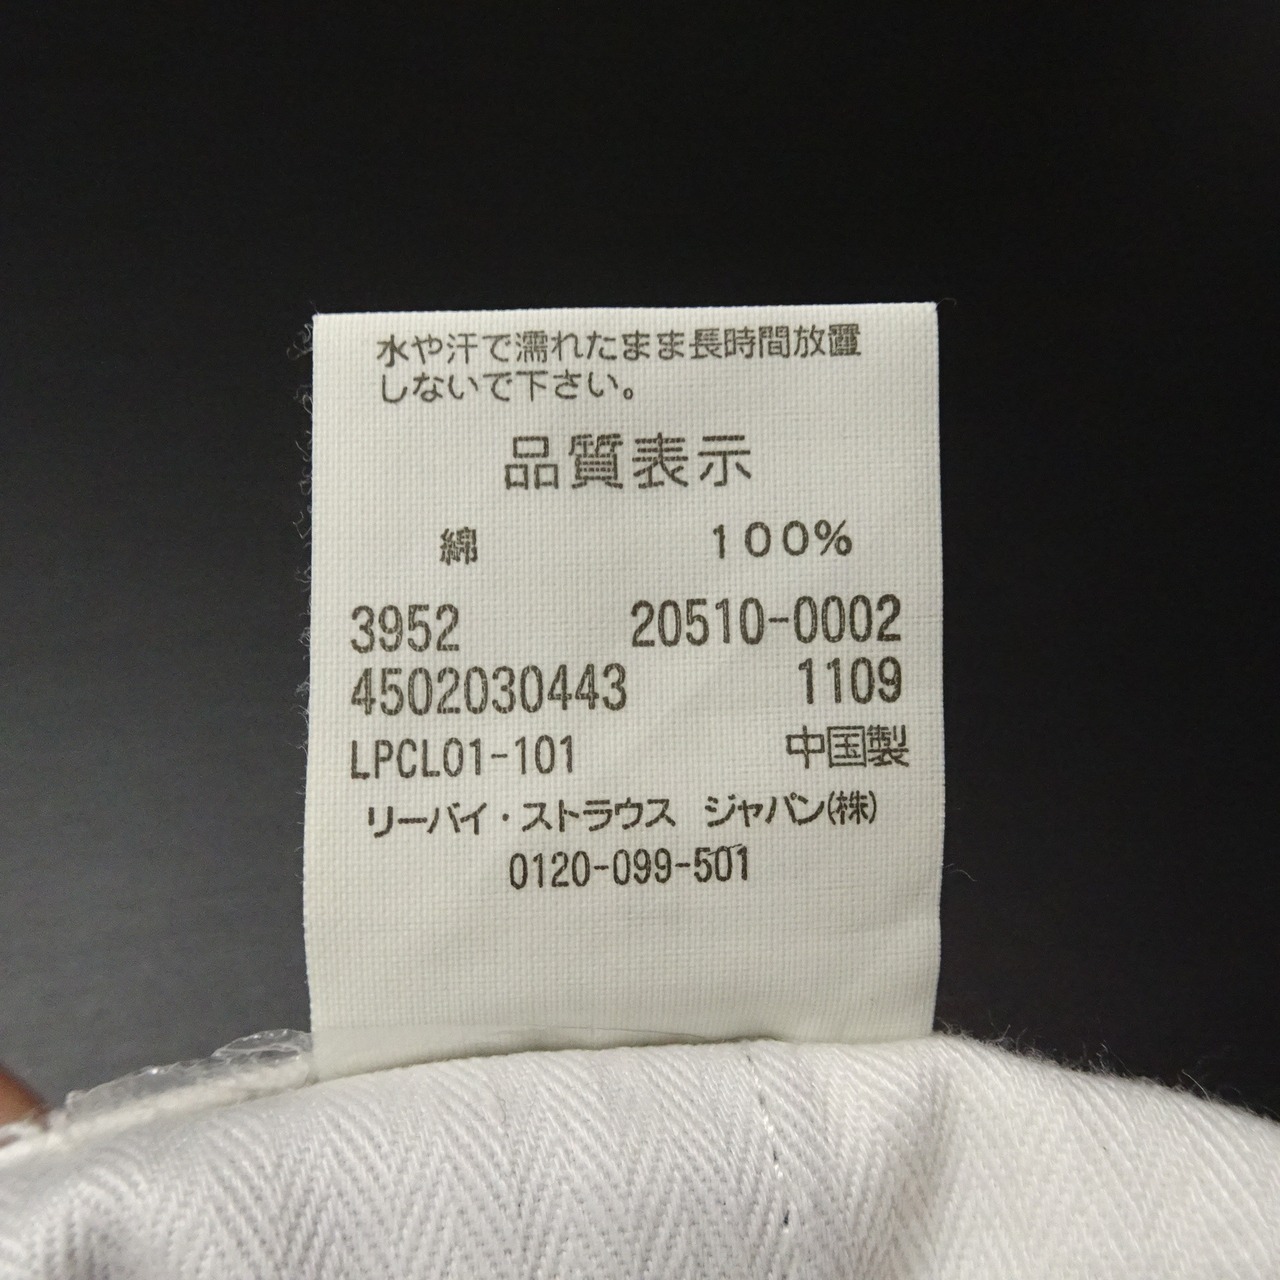 水や汗で濡れたまま長時間放置
しないで下さい。
品質表示
綿 100%
3952 20510-0002
4502030443 1109
LPCL01-101 中国製
リーバイ・ストラウス ジャパン(株)
0120-099-501